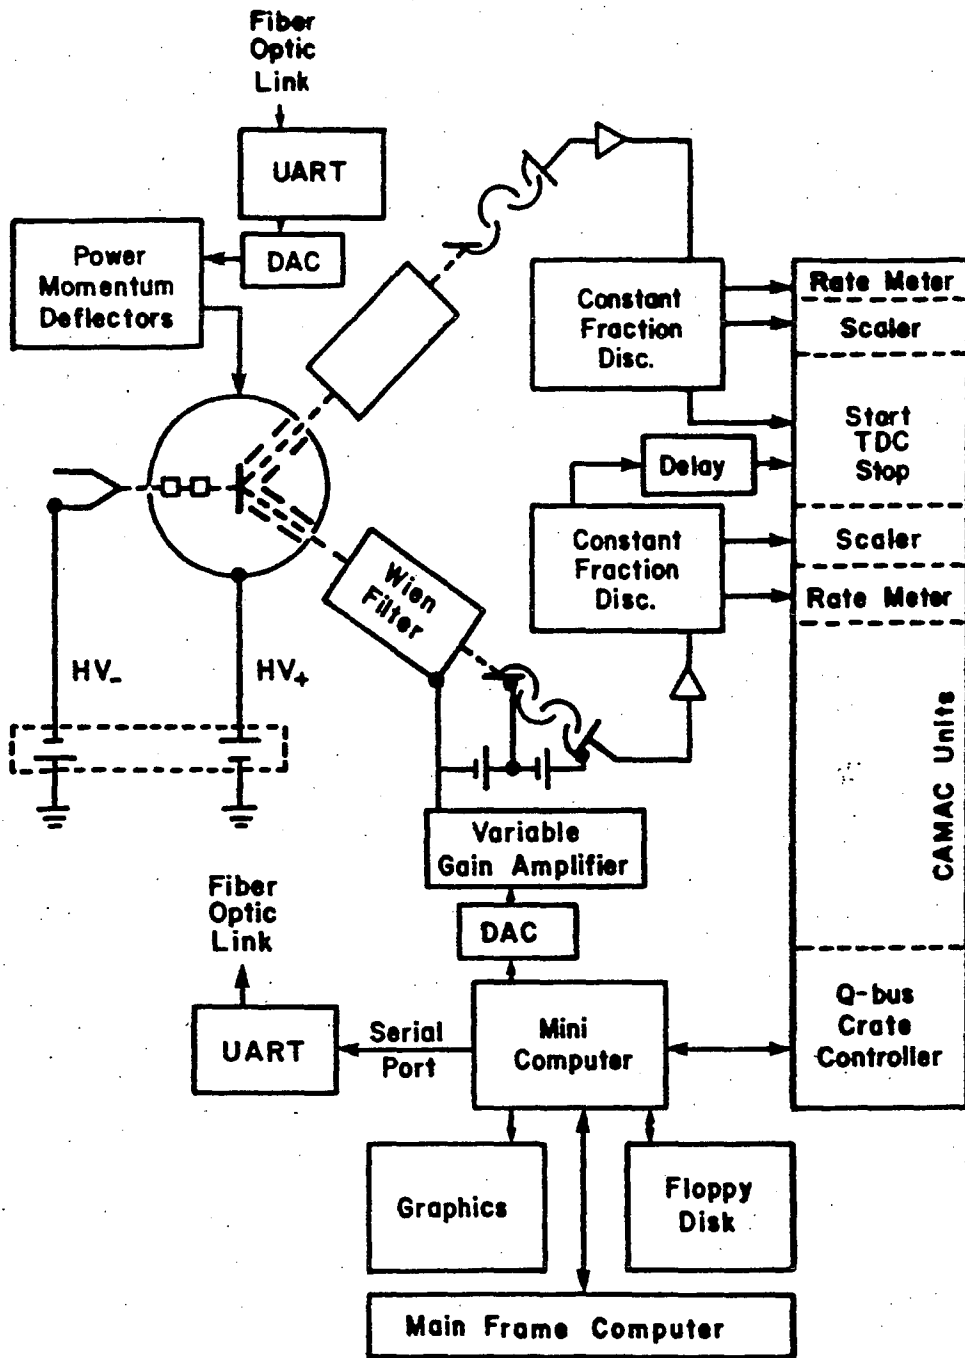 Fiber
Optic
Link
UART
DAC
Power
Momentum
Deflectors
Constant
Fraction
Disc.
Rate Meter
Scaler
Start
TDC
Stop
Delay
Constant
Fraction
Disc.
Scaler
Rate Meter
Wien
Filter
HV-
HV+
CAMAC Units
Variable
Gain Amplifier
Fiber
Optic
Link
DAC
UART
Serial
Port
Mini
Computer
Q-bus
Crate
Controller
Graphics
Floppy
Disk
Main Frame Computer